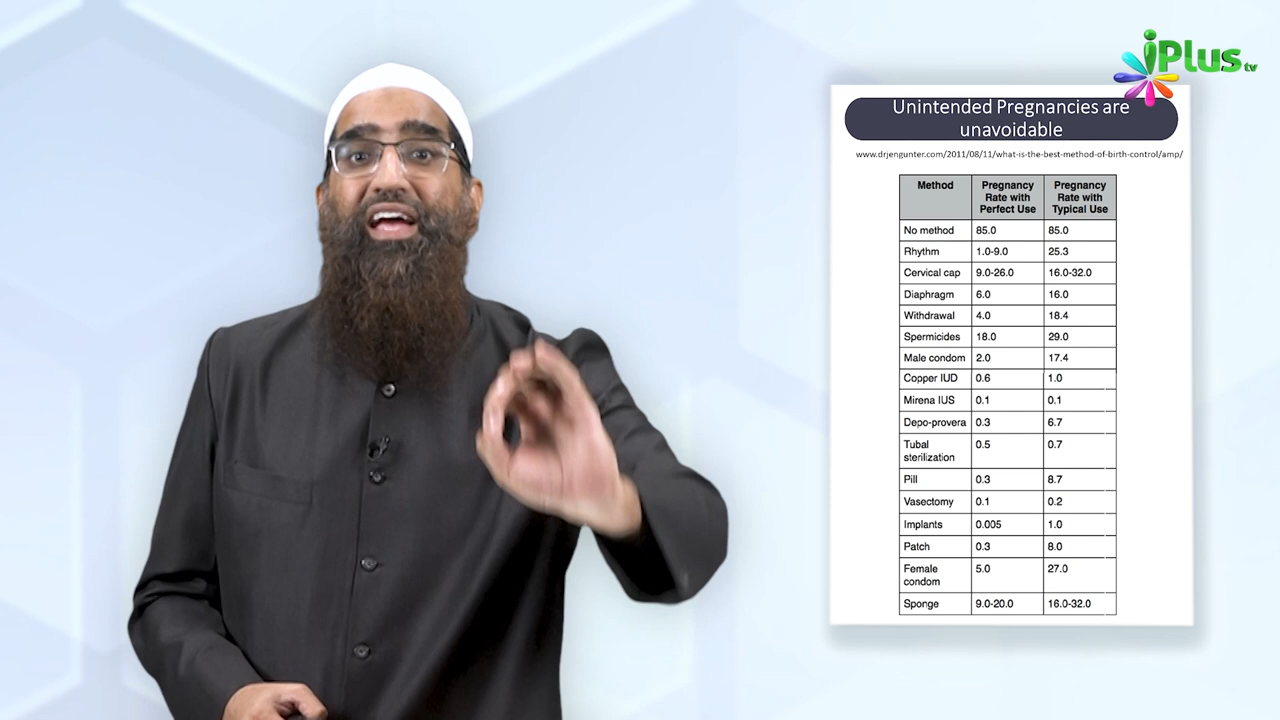 iPlus tv
Unintended Pregnancies are
unavoidable
www.drjengunter.com/2011/08/11/what-is-the-best-method-of-birth-control/amp/
Method Pregnancy Rate with Perfect Use Pregnancy Rate with Typical Use
No method 85.0 85.0
Rhythm 1.0-9.0 25.3
Cervical cap 9.0-26.0 16.0-32.0
Diaphragm 6.0 16.0
Withdrawal 4.0 18.4
Spermicides 18.0 29.0
Male condom 2.0 17.4
Copper IUD 0.6 1.0
Mirena IUS 0.1 0.1
Depo-provera 0.3 6.7
Tubal sterilization 0.5 0.7
Pill 0.3 8.7
Vasectomy 0.1 0.2
Implants 0.005 1.0
Patch 0.3 8.0
Female condom 5.0 27.0
Sponge 9.0-20.0 16.0-32.0